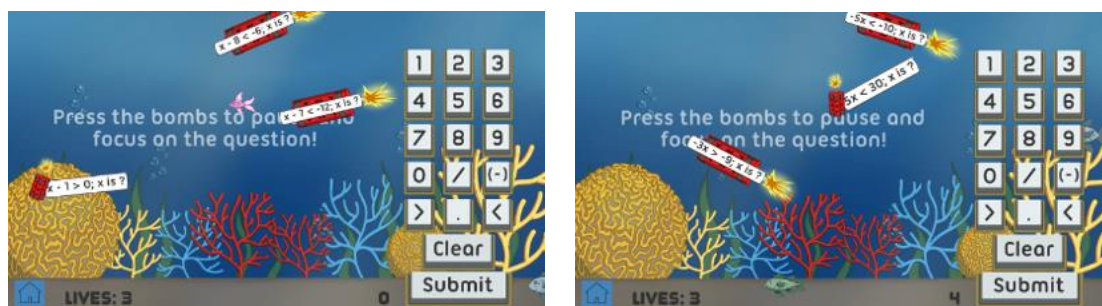 x - 8 < -6; x is ?
x - 7 < -12; x is ?
Press the bombs to pause and
focus on the question!
x - 1 > 0; x is ?
1 2 3
4 5 6
7 8 9
0 / (-)
> . <
Clear
Submit
LIVES: 3
0
-5x < -10; x is ?
5x < 30; x is ?
Press the bombs to pause and
focus on the question!
-3x > -9; x is ?
1 2 3
4 5 6
7 8 9
0 / (-)
> . <
Clear
Submit
LIVES: 3
4